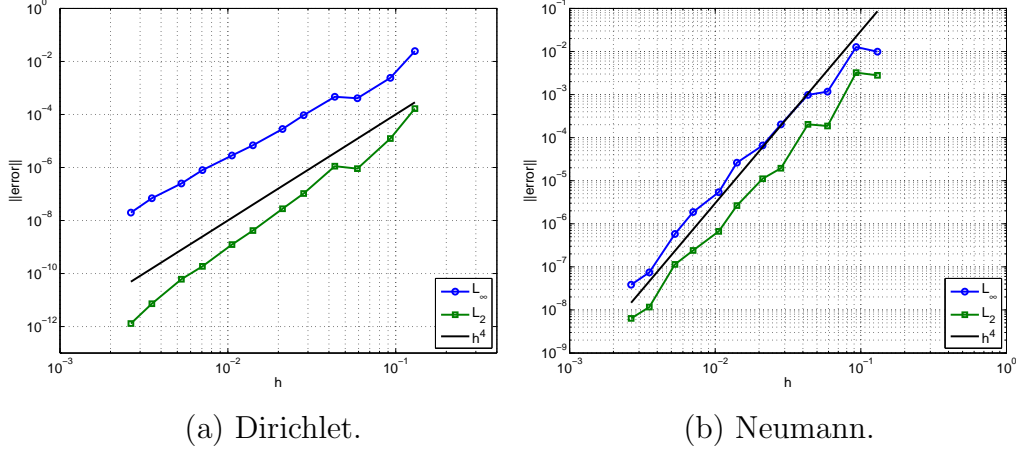 10^0
10^−2
10^−4
10^−6
10^−8
10^−10
10^−12
||error||
10^−3
10^−2
10^−1
h
L_∞
L_2
h^4
(a) Dirichlet.
10^−1
10^−2
10^−3
10^−4
10^−5
10^−6
10^−7
10^−8
10^−9
||error||
10^−3
10^−2
10^−1
10^0
h
L_∞
L_2
h^4
(b) Neumann.